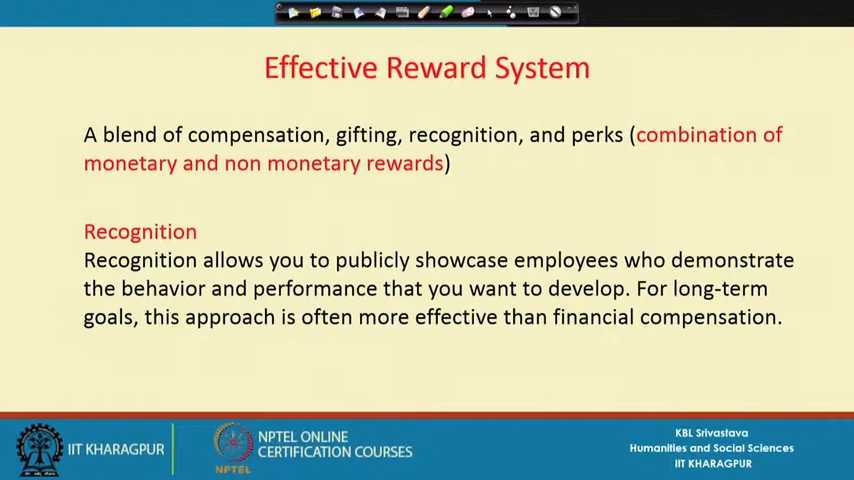 Effective Reward System
A blend of compensation, gifting, recognition, and perks (combination of
monetary and non monetary rewards)
Recognition
Recognition allows you to publicly showcase employees who demonstrate
the behavior and performance that you want to develop. For long-term
goals, this approach is often more effective than financial compensation.
IIT KHARAGPUR
NPTEL
NPTEL ONLINE
CERTIFICATION COURSES
KBL Srivastava
Humanities and Social Sciences
IIT KHARAGPUR